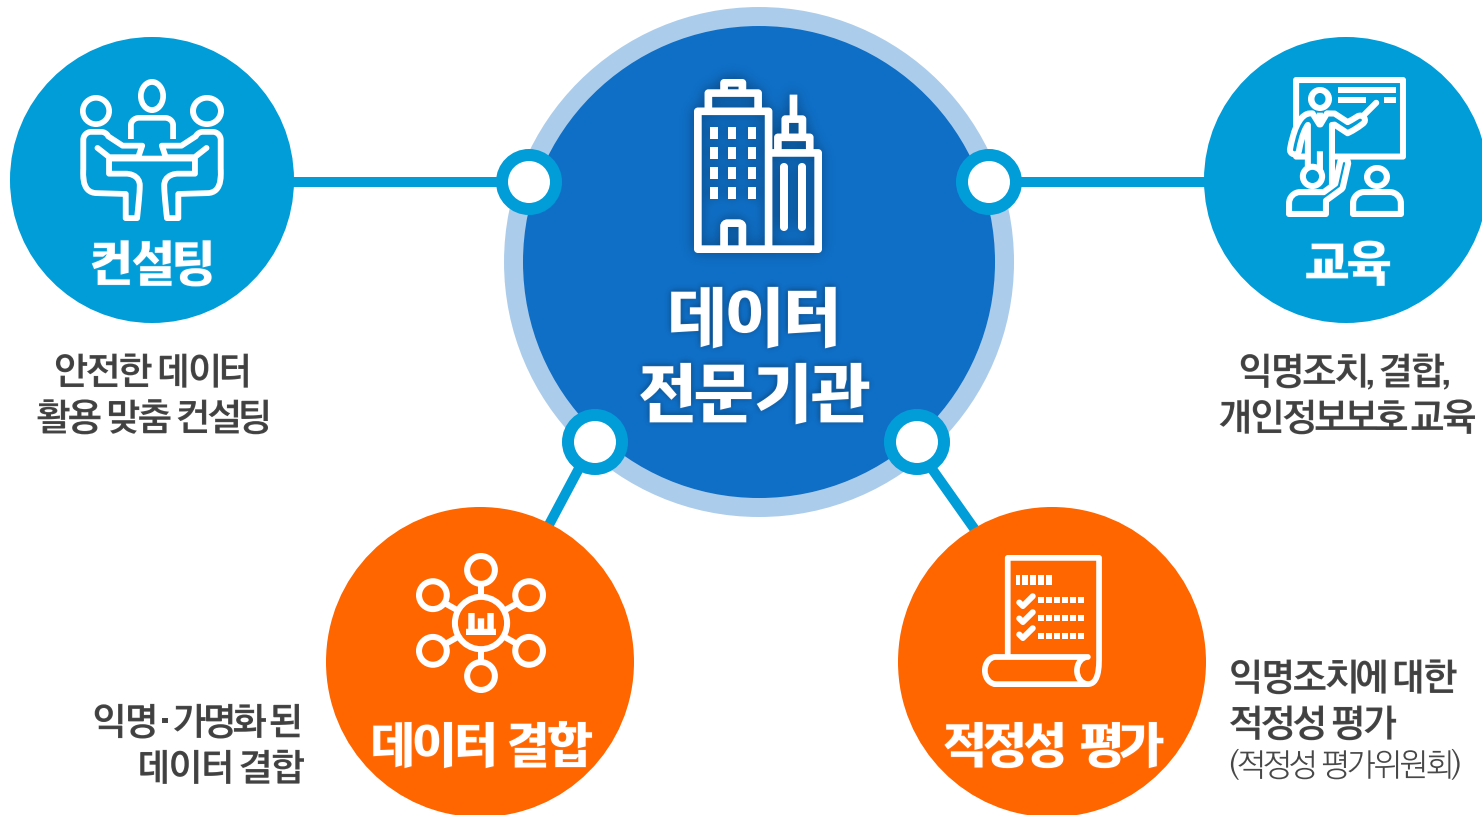 데이터
전문기관
컨설팅
안전한 데이터
활용 맞춤 컨설팅
교육
익명조치, 결합,
개인정보보호 교육
데이터 결합
익명·가명화 된
데이터 결합
적정성 평가
익명조치에 대한
적정성 평가
(적정성 평가위원회)